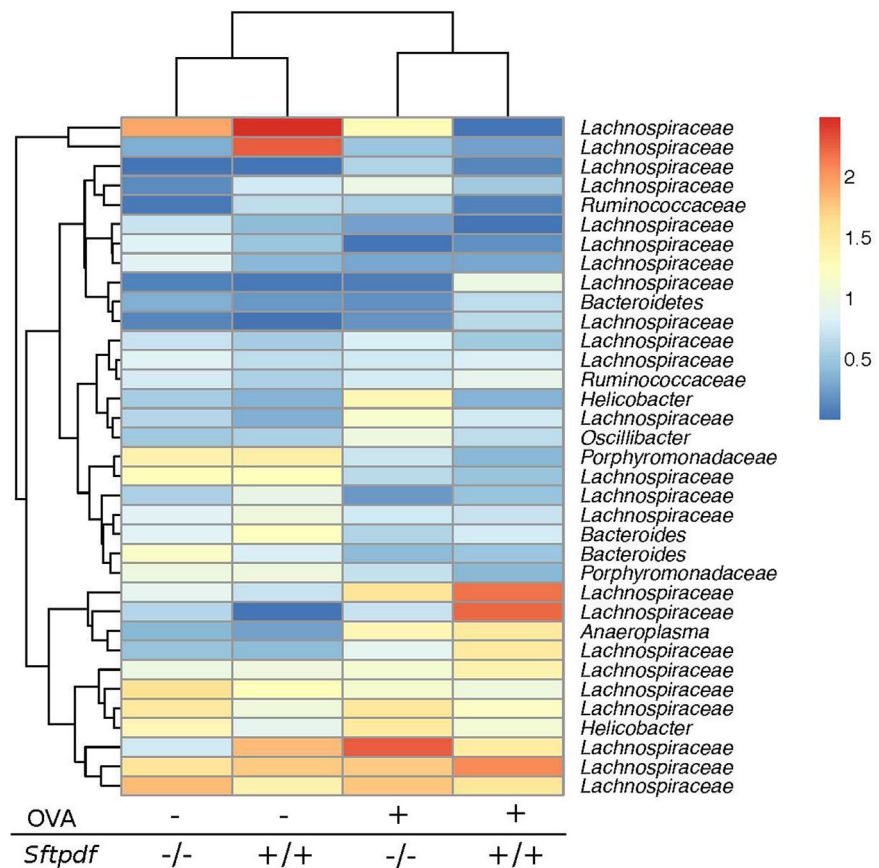 Lachnospiraceae
Lachnospiraceae
Lachnospiraceae
Lachnospiraceae
Ruminococcaceae
Lachnospiraceae
Lachnospiraceae
Lachnospiraceae
Lachnospiraceae
Bacteroidetes
Lachnospiraceae
Lachnospiraceae
Lachnospiraceae
Ruminococcaceae
Helicobacter
Lachnospiraceae
Oscillibacter
Porphyromonadaceae
Lachnospiraceae
Lachnospiraceae
Lachnospiraceae
Bacteroides
Bacteroides
Porphyromonadaceae
Lachnospiraceae
Lachnospiraceae
Anaeroplasma
Lachnospiraceae
Lachnospiraceae
Lachnospiraceae
Lachnospiraceae
Helicobacter
Lachnospiraceae
Lachnospiraceae
Lachnospiraceae
2
1.5
1
0.5
OVA - - + +
Sftpdf -/- +/+ -/- +/+